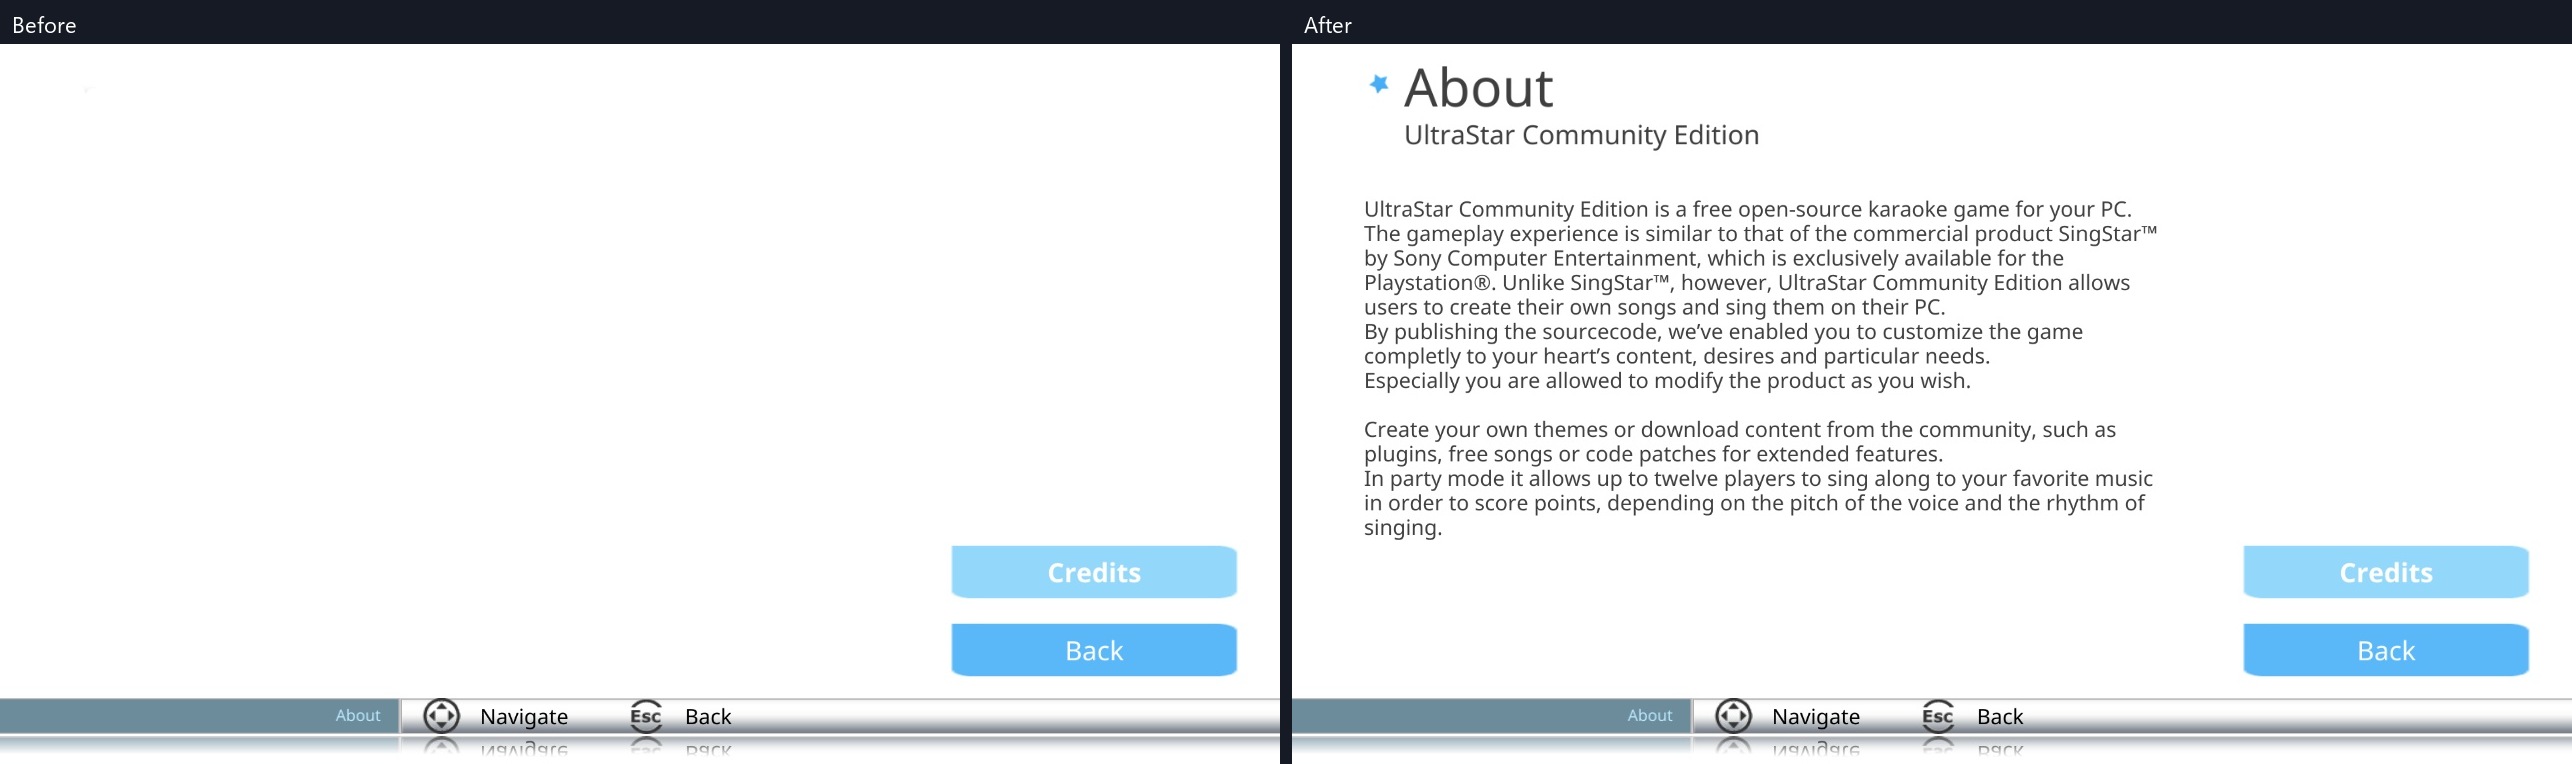 Before
Credits
Back
About
Navigate
Esc
Back
Navigate
Esc
Back
After
About
UltraStar Community Edition
UltraStar Community Edition is a free open-source karaoke game for your PC.
The gameplay experience is similar to that of the commercial product SingStar™
by Sony Computer Entertainment, which is exclusively available for the
Playstation®. Unlike SingStar™, however, UltraStar Community Edition allows
users to create their own songs and sing them on their PC.
By publishing the sourcecode, we’ve enabled you to customize the game
completly to your heart’s content, desires and particular needs.
Especially you are allowed to modify the product as you wish.
Create your own themes or download content from the community, such as
plugins, free songs or code patches for extended features.
In party mode it allows up to twelve players to sing along to your favorite music
in order to score points, depending on the pitch of the voice and the rhythm of
singing.
Credits
Back
About
Navigate
Esc
Back
Navigate
Esc
Back